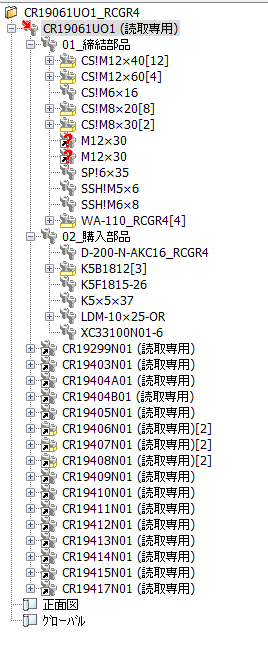 CR19061UO1_RCGR4
CR19061UO1 (読取専用)
01_締結部品
CS!M12×40[12]
CS!M12×60[4]
CS!M6×16
CS!M8×20[8]
CS!M8×30[2]
M12×30
M12×30
SP!6×35
SSH!M5×6
SSH!M6×8
WA-110_RCGR4[4]
02_購入部品
D-200-N-AKC16_RCGR4
K5B1812[3]
K5F1815-26
K5×5×37
LDM-10×25-OR
XC33100N01-6
CR19299N01 (読取専用)
CR19403N01 (読取専用)
CR19404A01 (読取専用)
CR19404B01 (読取専用)
CR19405N01 (読取専用)
CR19406N01 (読取専用)[2]
CR19407N01 (読取専用)[2]
CR19408N01 (読取専用)[2]
CR19409N01 (読取専用)
CR19410N01 (読取専用)
CR19411N01 (読取専用)
CR19412N01 (読取専用)
CR19413N01 (読取専用)
CR19414N01 (読取専用)
CR19415N01 (読取専用)
CR19417N01 (読取専用)
正面図
グローバル